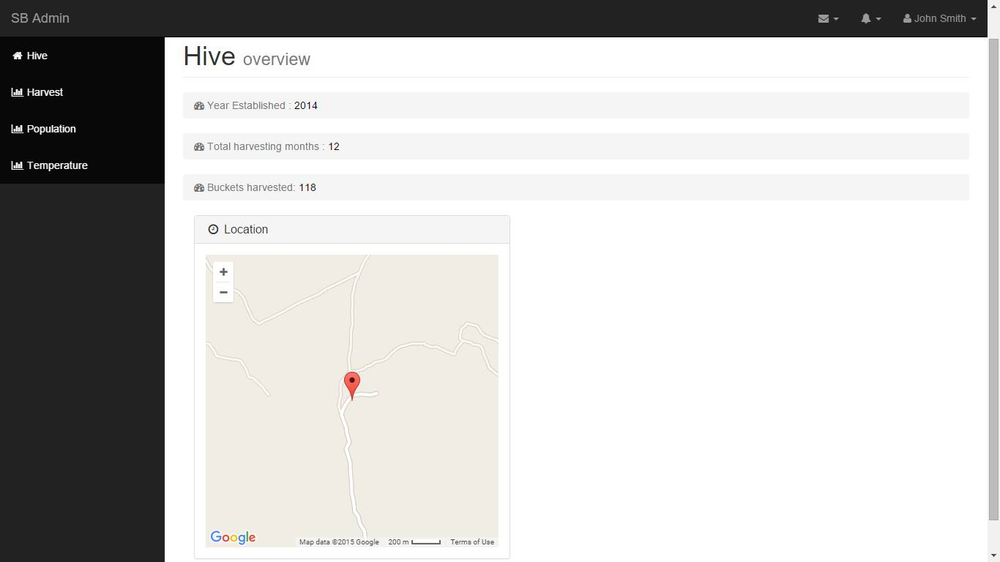 SB Admin
John Smith
Hive
Harvest
Population
Temperature
Hive overview
Year Established : 2014
Total harvesting months : 12
Buckets harvested: 118
Location
+
−
Google
Map data ©2015 Google 200 m Terms of Use